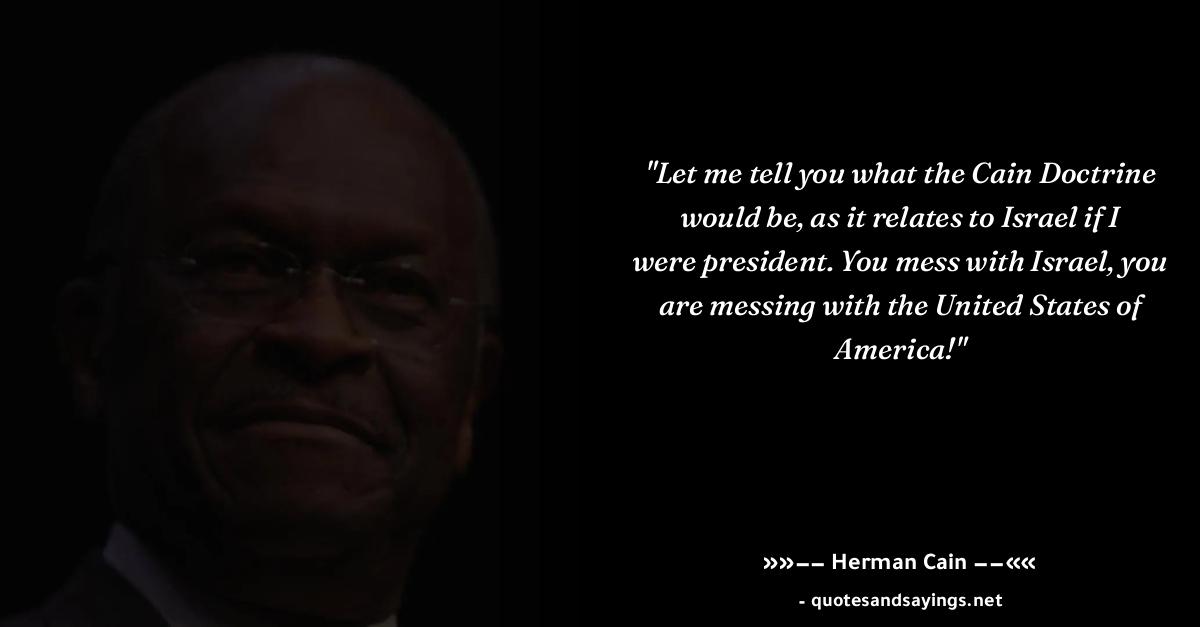 "Let me tell you what the Cain Doctrine
would be, as it relates to Israel if I
were president. You mess with Israel, you
are messing with the United States of
America!"
»»−− Herman Cain −−««
- quotesandsayings.net